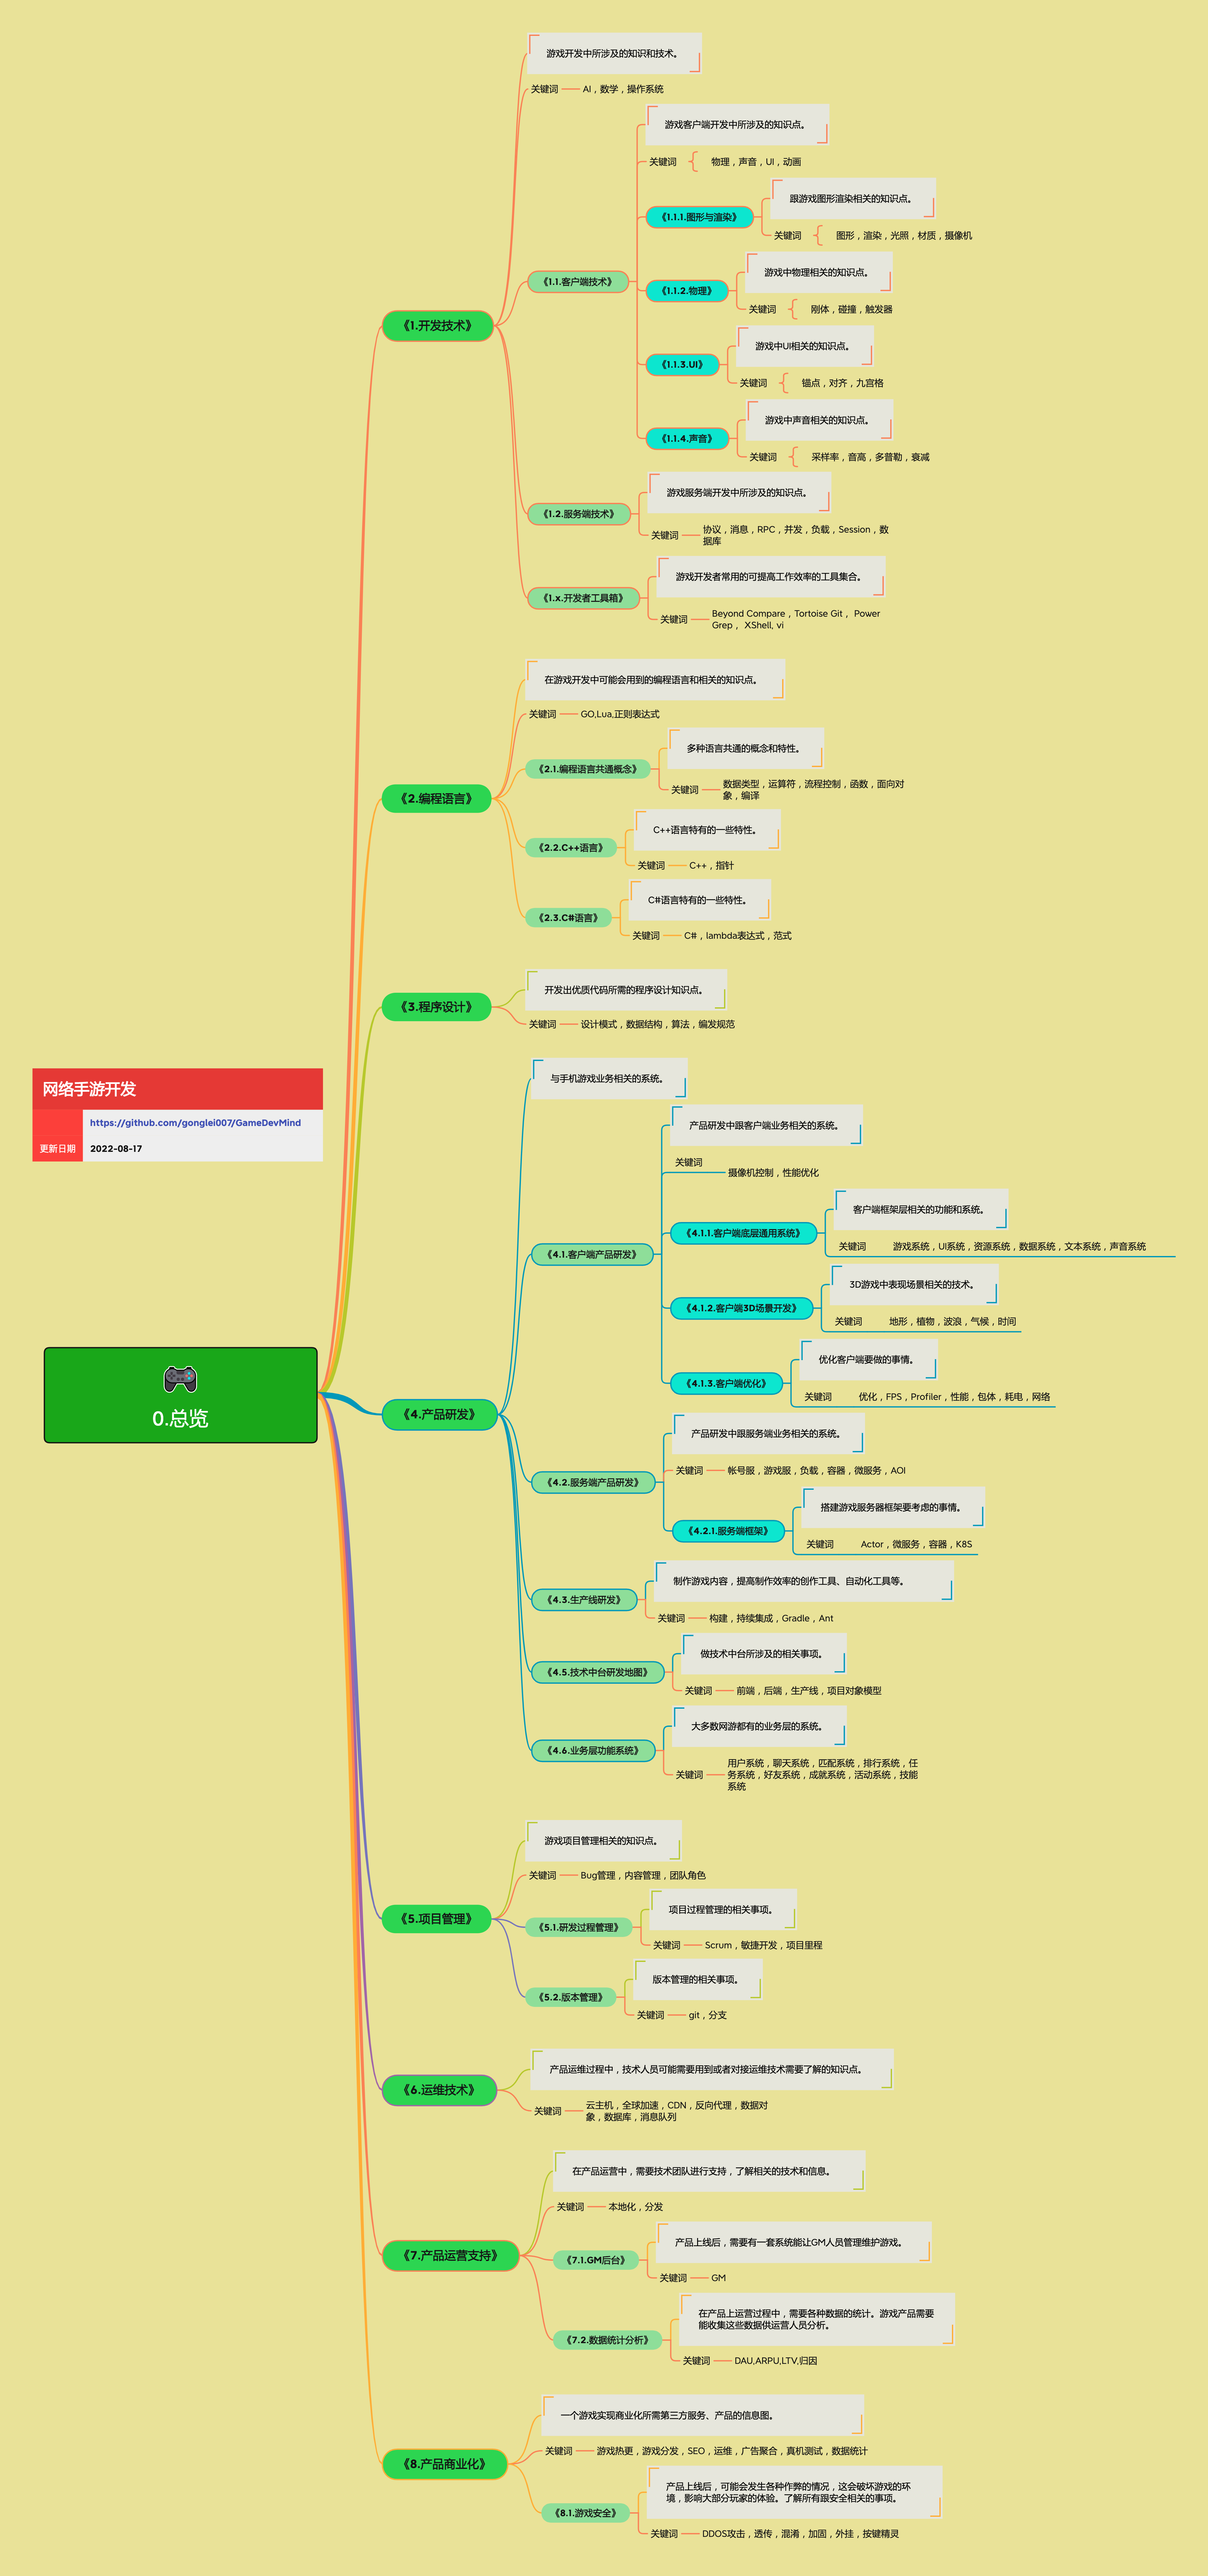 网络手游开发
https://github.com/gonglei007/GameDevMind
更新日期
2022-08-17
0.总览
《1.开发技术》
游戏开发中所涉及的知识和技术。
关键词
AI，数学，操作系统
《1.1.客户端技术》
游戏客户端开发中所涉及的知识点。
关键词
物理，声音，UI，动画
《1.1.1.图形与渲染》
跟游戏图形渲染相关的知识点。
关键词
图形，渲染，光照，材质，摄像机
《1.1.2.物理》
游戏中物理相关的知识点。
关键词
刚体，碰撞，触发器
《1.1.3.UI》
游戏中UI相关的知识点。
关键词
锚点，对齐，九宫格
《1.1.4.声音》
游戏中声音相关的知识点。
关键词
采样率，音高，多普勒，衰减
《1.2.服务端技术》
游戏服务端开发中所涉及的知识点。
关键词
协议，消息，RPC，并发，负载，Session，数
据库
《1.x.开发者工具箱》
游戏开发者常用的可提高工作效率的工具集合。
关键词
Beyond Compare，Tortoise Git， Power
Grep， XShell, vi
《2.编程语言》
在游戏开发中可能会用到的编程语言和相关的知识点。
关键词
GO,Lua,正则表达式
《2.1.编程语言共通概念》
多种语言共通的概念和特性。
关键词
数据类型，运算符，流程控制，函数，面向对
象，编译
《2.2.C++语言》
C++语言特有的一些特性。
关键词
C++，指针
《2.3.C#语言》
C#语言特有的一些特性。
关键词
C#，lambda表达式，范式
《3.程序设计》
开发出优质代码所需的程序设计知识点。
关键词
设计模式，数据结构，算法，编发规范
《4.产品研发》
与手机游戏业务相关的系统。
《4.1.客户端产品研发》
产品研发中跟客户端业务相关的系统。
关键词
摄像机控制，性能优化
《4.1.1.客户端底层通用系统》
客户端框架层相关的功能和系统。
关键词
游戏系统，UI系统，资源系统，数据系统，文本系统，声音系统
《4.1.2.客户端3D场景开发》
3D游戏中表现场景相关的技术。
关键词
地形，植物，波浪，气候，时间
《4.1.3.客户端优化》
优化客户端要做的事情。
关键词
优化，FPS，Profiler，性能，包体，耗电，网络
《4.2.服务端产品研发》
产品研发中跟服务端业务相关的系统。
关键词
帐号服，游戏服，负载，容器，微服务，AOI
《4.2.1.服务端框架》
搭建游戏服务器框架要考虑的事情。
关键词
Actor，微服务，容器，K8S
《4.3.生产线研发》
制作游戏内容，提高制作效率的创作工具、自动化工具等。
关键词
构建，持续集成，Gradle，Ant
《4.5.技术中台研发地图》
做技术中台所涉及的相关事项。
关键词
前端，后端，生产线，项目对象模型
《4.6.业务层功能系统》
大多数网游都有的业务层的系统。
关键词
用户系统，聊天系统，匹配系统，排行系统，任
务系统，好友系统，成就系统，活动系统，技能
系统
《5.项目管理》
游戏项目管理相关的知识点。
关键词
Bug管理，内容管理，团队角色
《5.1.研发过程管理》
项目过程管理的相关事项。
关键词
Scrum，敏捷开发，项目里程
《5.2.版本管理》
版本管理的相关事项。
关键词
git，分支
《6.运维技术》
产品运维过程中，技术人员可能需要用到或者对接运维技术需要了解的知识点。
关键词
云主机，全球加速，CDN，反向代理，数据对
象，数据库，消息队列
《7.产品运营支持》
在产品运营中，需要技术团队进行支持，了解相关的技术和信息。
关键词
本地化，分发
《7.1.GM后台》
产品上线后，需要有一套系统能让GM人员管理维护游戏。
关键词
GM
《7.2.数据统计分析》
在产品上运营过程中，需要各种数据的统计。游戏产品需要
能收集这些数据供运营人员分析。
关键词
DAU,ARPU,LTV,归因
《8.产品商业化》
一个游戏实现商业化所需第三方服务、产品的信息图。
关键词
游戏热更，游戏分发，SEO，运维，广告聚合，真机测试，数据统计
《8.1.游戏安全》
产品上线后，可能会发生各种作弊的情况，这会破坏游戏的环
境，影响大部分玩家的体验。了解所有跟安全相关的事项。
关键词
DDOS攻击，透传，混淆，加固，外挂，按键精灵